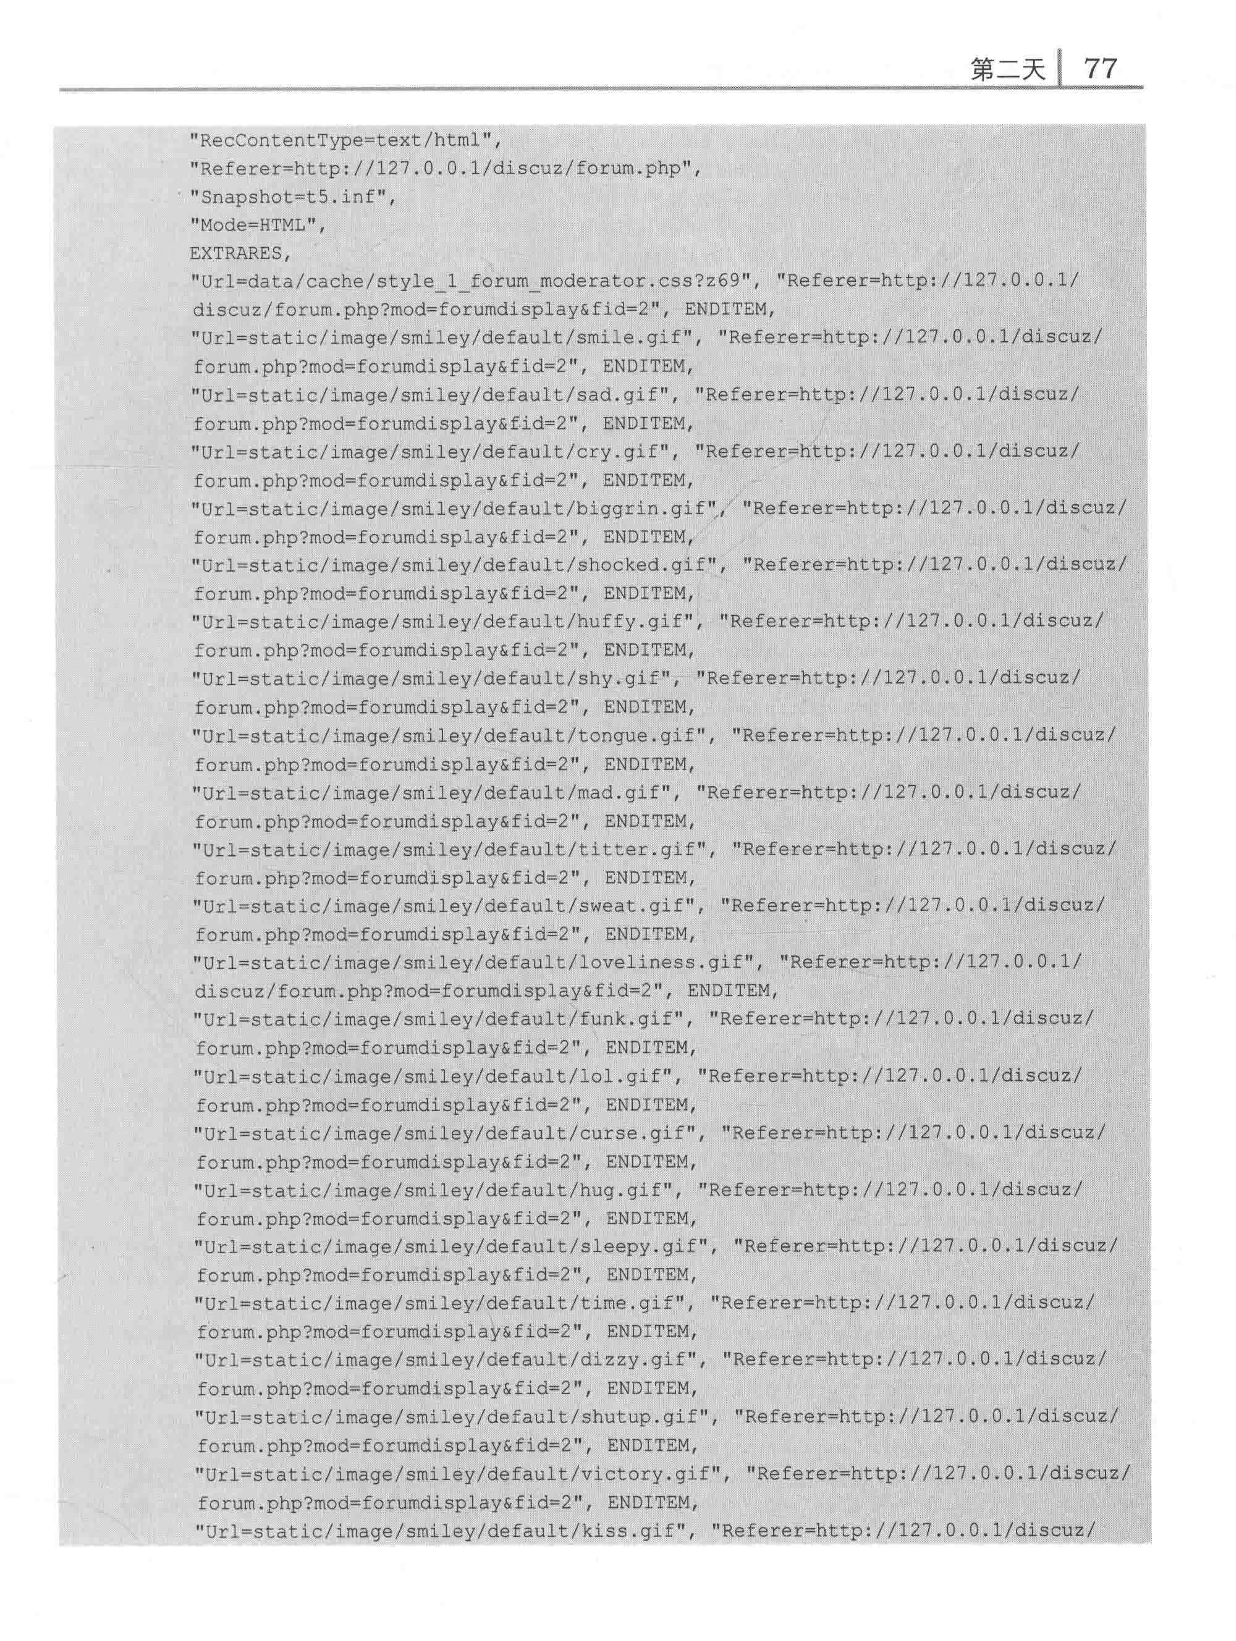 第二天 77
"RecContentType=text/html",
"Referer=http://127.0.0.1/discuz/forum.php",
"Snapshot=t5.inf",
"Mode=HTML",
EXTRARES,
"Url=data/cache/style_1_forum_moderator.css?z69", "Referer=http://127.0.0.1/
discuz/forum.php?mod=forumdisplay&fid=2", ENDITEM,
"Url=static/image/smiley/default/smile.gif", "Referer=http://127.0.0.1/discuz/
forum.php?mod=forumdisplay&fid=2", ENDITEM,
"Url=static/image/smiley/default/sad.gif", "Referer=http://127.0.0.1/discuz/
forum.php?mod=forumdisplay&fid=2", ENDITEM,
"Url=static/image/smiley/default/cry.gif", "Referer=http://127.0.0.1/discuz/
forum.php?mod=forumdisplay&fid=2", ENDITEM,
"Url=static/image/smiley/default/biggrin.gif", "Referer=http://127.0.0.1/discuz/
forum.php?mod=forumdisplay&fid=2", ENDITEM,
"Url=static/image/smiley/default/shocked.gif", "Referer=http://127.0.0.1/discuz/
forum.php?mod=forumdisplay&fid=2", ENDITEM,
"Url=static/image/smiley/default/huffy.gif", "Referer=http://127.0.0.1/discuz/
forum.php?mod=forumdisplay&fid=2", ENDITEM,
"Url=static/image/smiley/default/shy.gif", "Referer=http://127.0.0.1/discuz/
forum.php?mod=forumdisplay&fid=2", ENDITEM,
"Url=static/image/smiley/default/tongue.gif", "Referer=http://127.0.0.1/discuz/
forum.php?mod=forumdisplay&fid=2", ENDITEM,
"Url=static/image/smiley/default/mad.gif", "Referer=http://127.0.0.1/discuz/
forum.php?mod=forumdisplay&fid=2", ENDITEM,
"Url=static/image/smiley/default/titter.gif", "Referer=http://127.0.0.1/discuz/
forum.php?mod=forumdisplay&fid=2", ENDITEM,
"Url=static/image/smiley/default/sweat.gif", "Referer=http://127.0.0.1/discuz/
forum.php?mod=forumdisplay&fid=2", ENDITEM,
"Url=static/image/smiley/default/loveliness.gif", "Referer=http://127.0.0.1/
discuz/forum.php?mod=forumdisplay&fid=2", ENDITEM,
"Url=static/image/smiley/default/funk.gif", "Referer=http://127.0.0.1/discuz/
forum.php?mod=forumdisplay&fid=2", ENDITEM,
"Url=static/image/smiley/default/lol.gif", "Referer=http://127.0.0.1/discuz/
forum.php?mod=forumdisplay&fid=2", ENDITEM,
"Url=static/image/smiley/default/curse.gif", "Referer=http://127.0.0.1/discuz/
forum.php?mod=forumdisplay&fid=2", ENDITEM,
"Url=static/image/smiley/default/hug.gif", "Referer=http://127.0.0.1/discuz/
forum.php?mod=forumdisplay&fid=2", ENDITEM,
"Url=static/image/smiley/default/sleepy.gif", "Referer=http://127.0.0.1/discuz/
forum.php?mod=forumdisplay&fid=2", ENDITEM,
"Url=static/image/smiley/default/time.gif", "Referer=http://127.0.0.1/discuz/
forum.php?mod=forumdisplay&fid=2", ENDITEM,
"Url=static/image/smiley/default/dizzy.gif", "Referer=http://127.0.0.1/discuz/
forum.php?mod=forumdisplay&fid=2", ENDITEM,
"Url=static/image/smiley/default/shutup.gif", "Referer=http://127.0.0.1/discuz/
forum.php?mod=forumdisplay&fid=2", ENDITEM,
"Url=static/image/smiley/default/victory.gif", "Referer=http://127.0.0.1/discuz/
forum.php?mod=forumdisplay&fid=2", ENDITEM,
"Url=static/image/smiley/default/kiss.gif", "Referer=http://127.0.0.1/discuz/